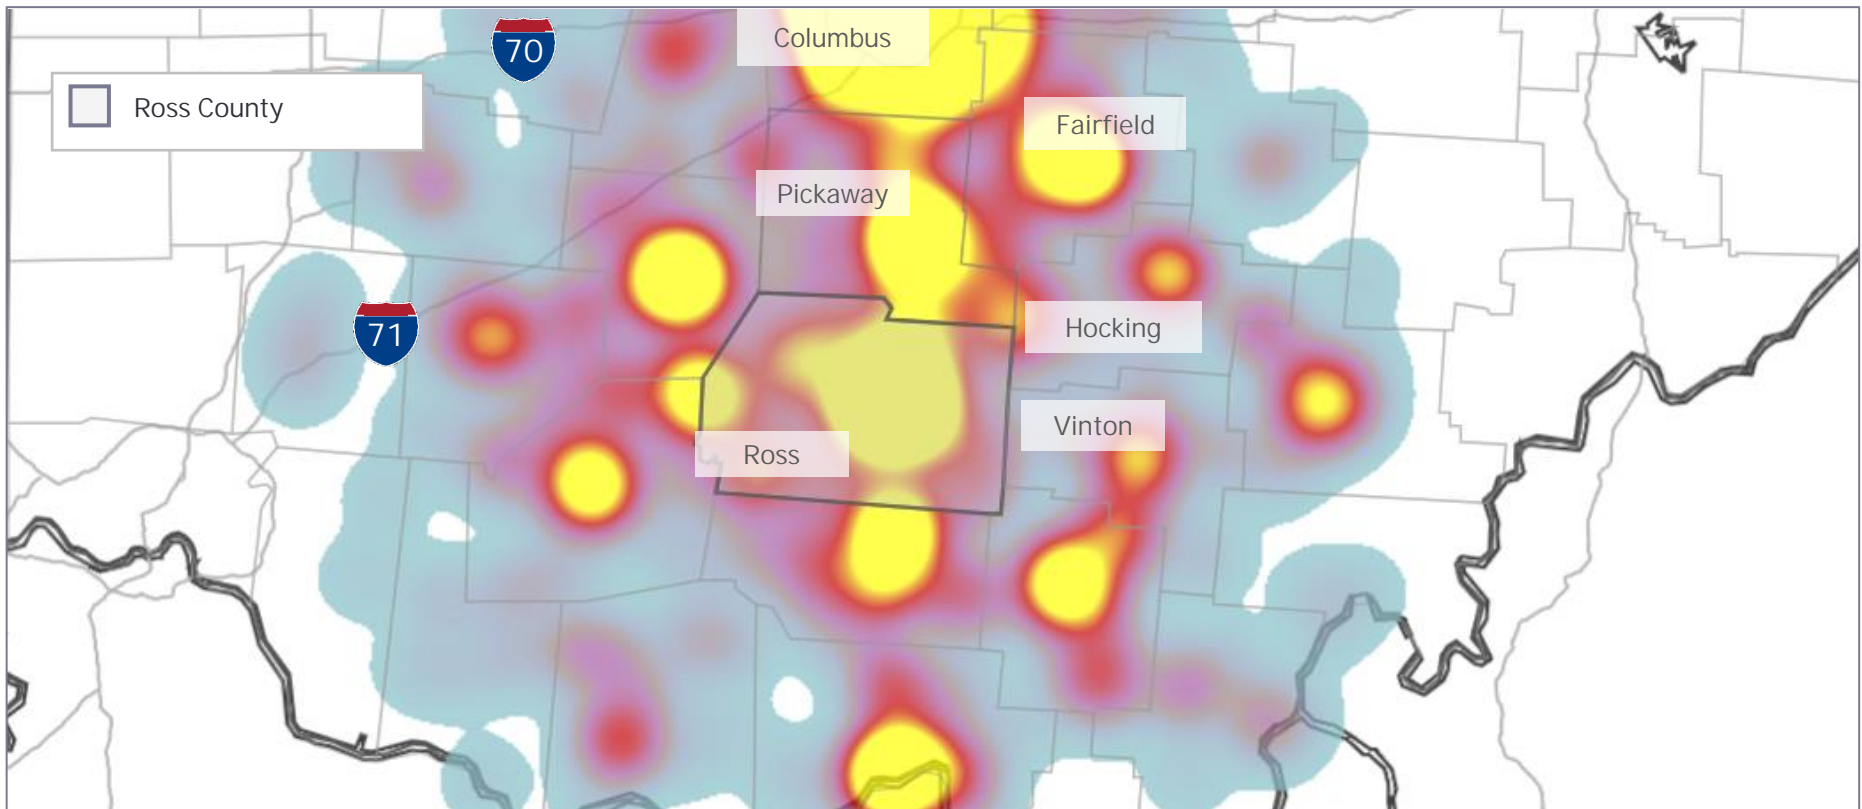 Columbus
70
Ross County
Fairfield
Pickaway
71
Hocking
Vinton
Ross